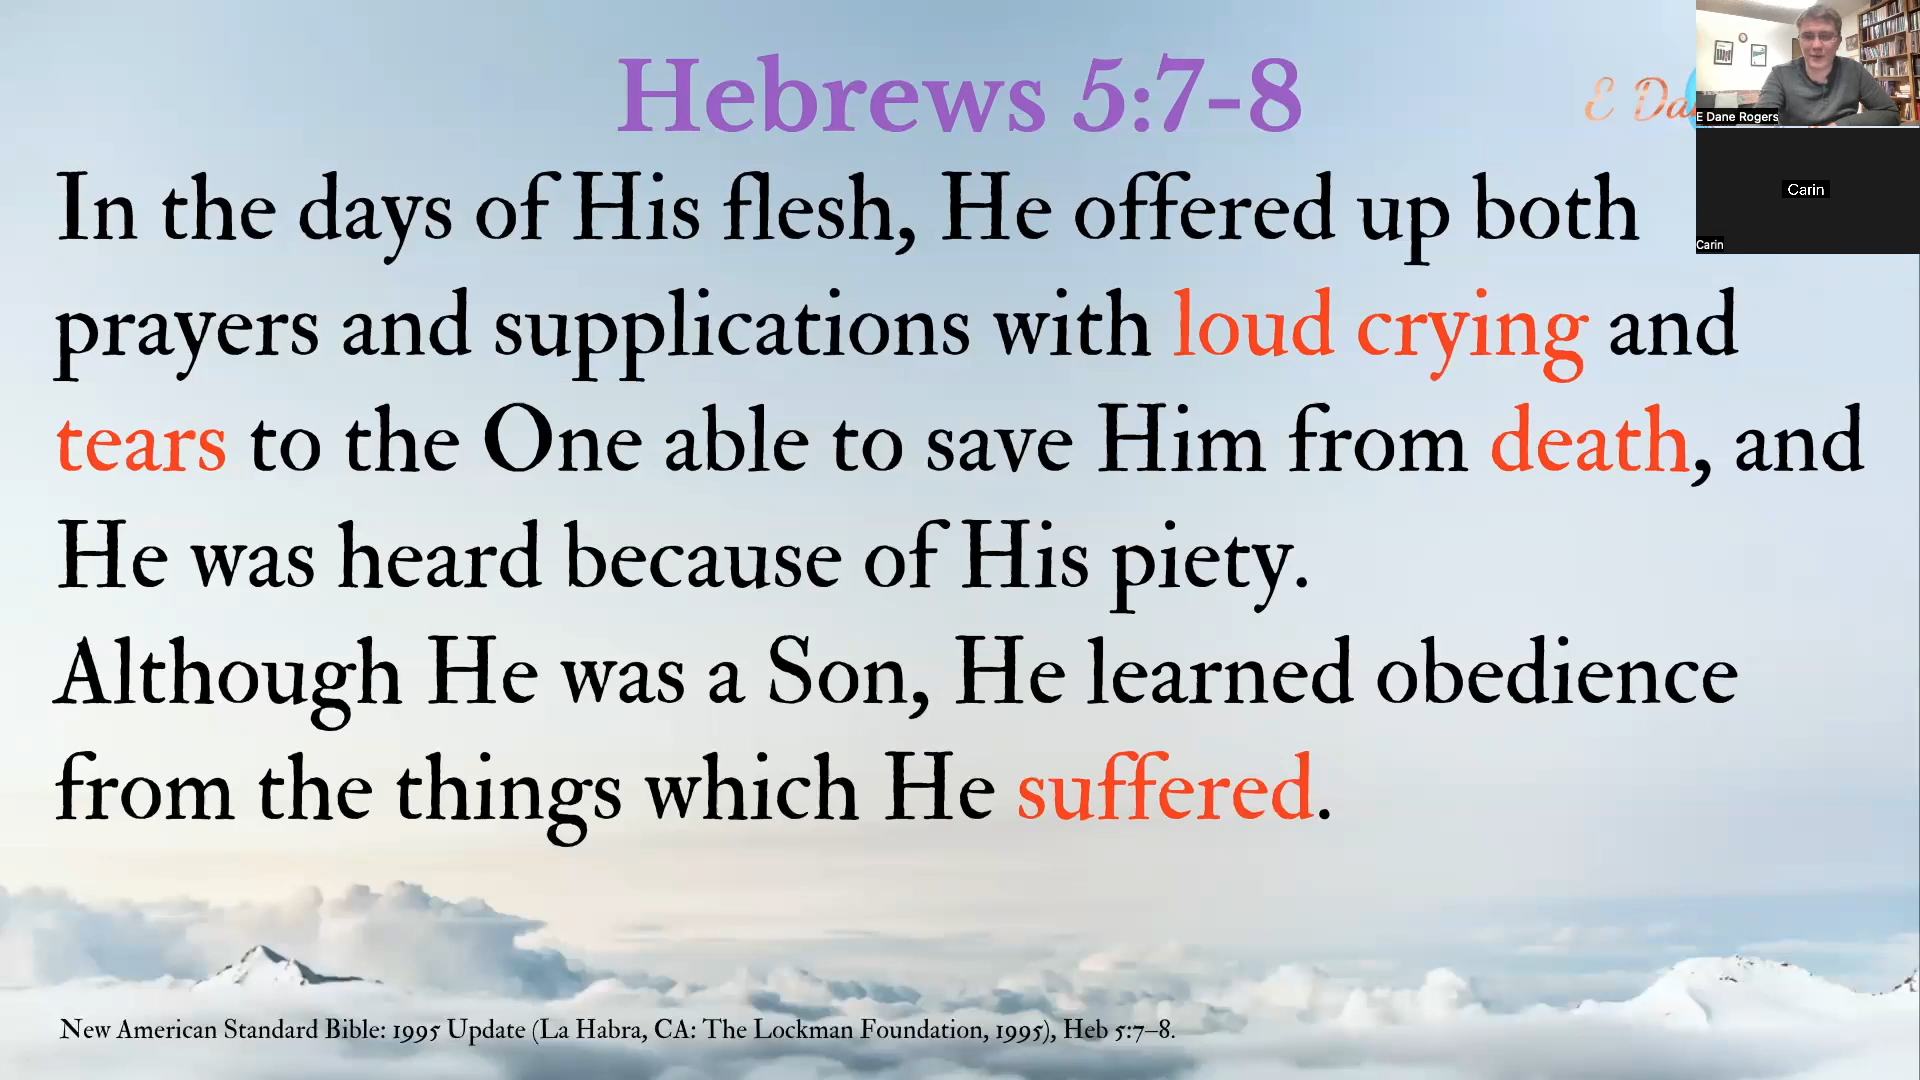 Hebrews 5:7-8
E Da
E Dane Rogers
Carin
Carin
In the days of His flesh, He offered up both
prayers and supplications with loud crying and
tears to the One able to save Him from death, and
He was heard because of His piety.
Although He was a Son, He learned obedience
from the things which He suffered.
New American Standard Bible: 1995 Update (La Habra, CA: The Lockman Foundation, 1995), Heb 5:7–8.